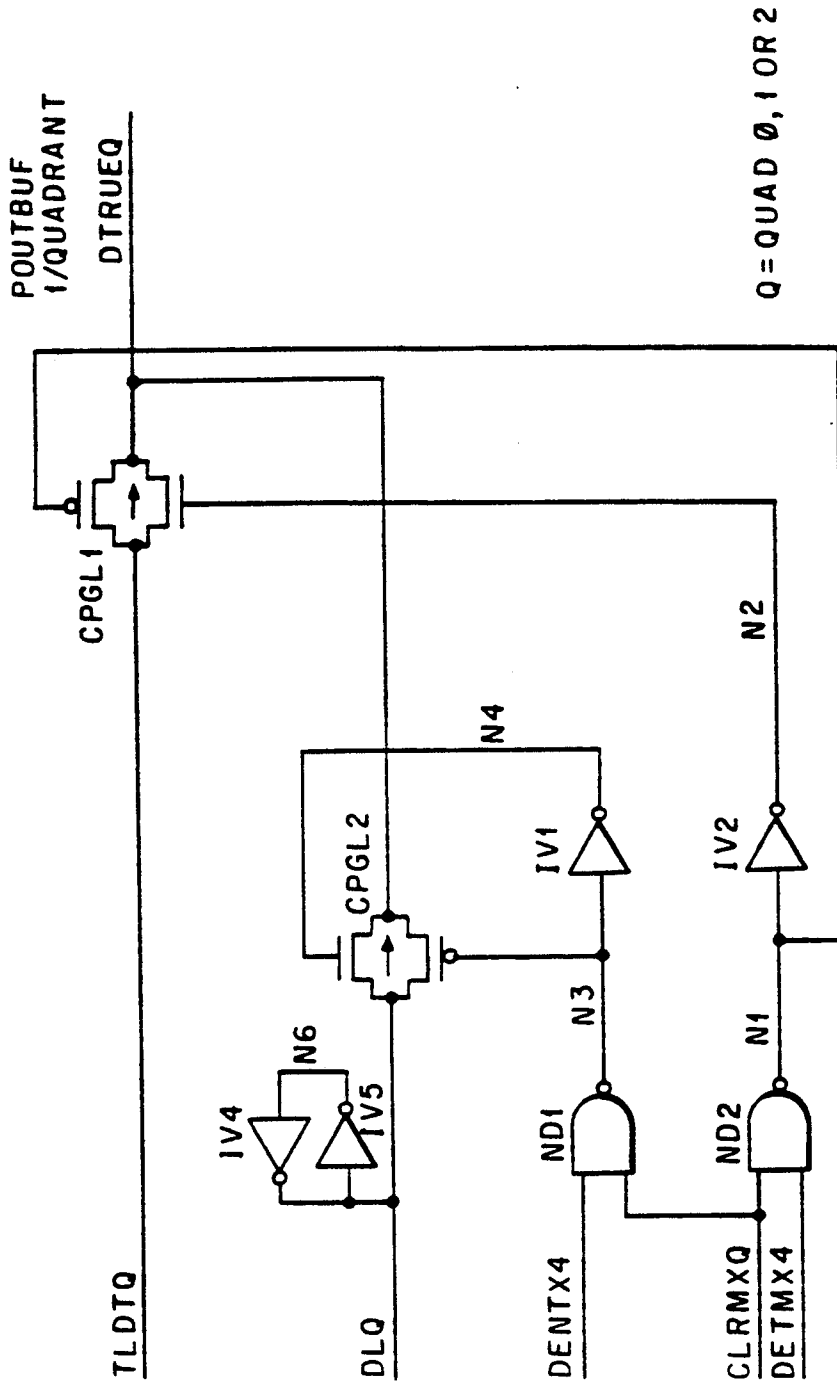 POUTBUF
1/QUADRANT
DTRUEQ
TLDTQ
CPGL1
DLQ
IV4
N6
IV5
CPGL2
N4
DENTX4
ND1
N3
IV1
CLRMXQ
DETMX4
ND2
N1
IV2
N2
Q=QUAD Ø,1 OR 2